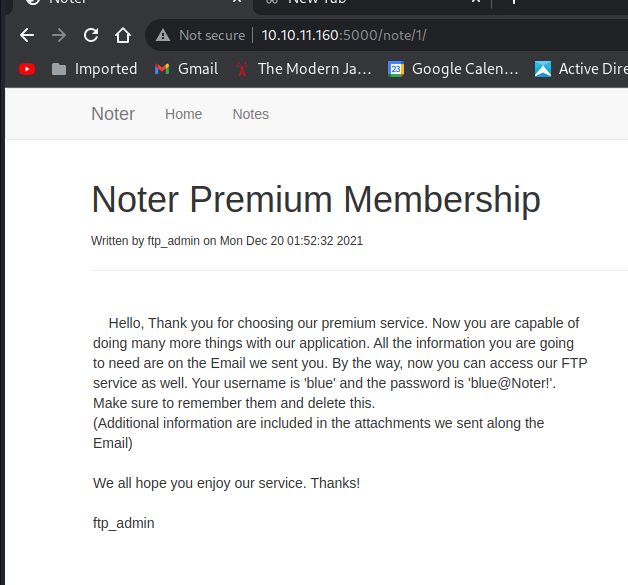 Noter
New Tab
Not secure
10.10.11.160:5000/note/1/
Imported
Gmail
The Modern Ja...
Google Calen...
Active Dire
Noter
Home
Notes
Noter Premium Membership
Written by ftp_admin on Mon Dec 20 01:52:32 2021
Hello, Thank you for choosing our premium service. Now you are capable of
doing many more things with our application. All the information you are going
to need are on the Email we sent you. By the way, now you can access our FTP
service as well. Your username is 'blue' and the password is 'blue@Noter!'.
Make sure to remember them and delete this.
(Additional information are included in the attachments we sent along the
Email)
We all hope you enjoy our service. Thanks!
ftp_admin